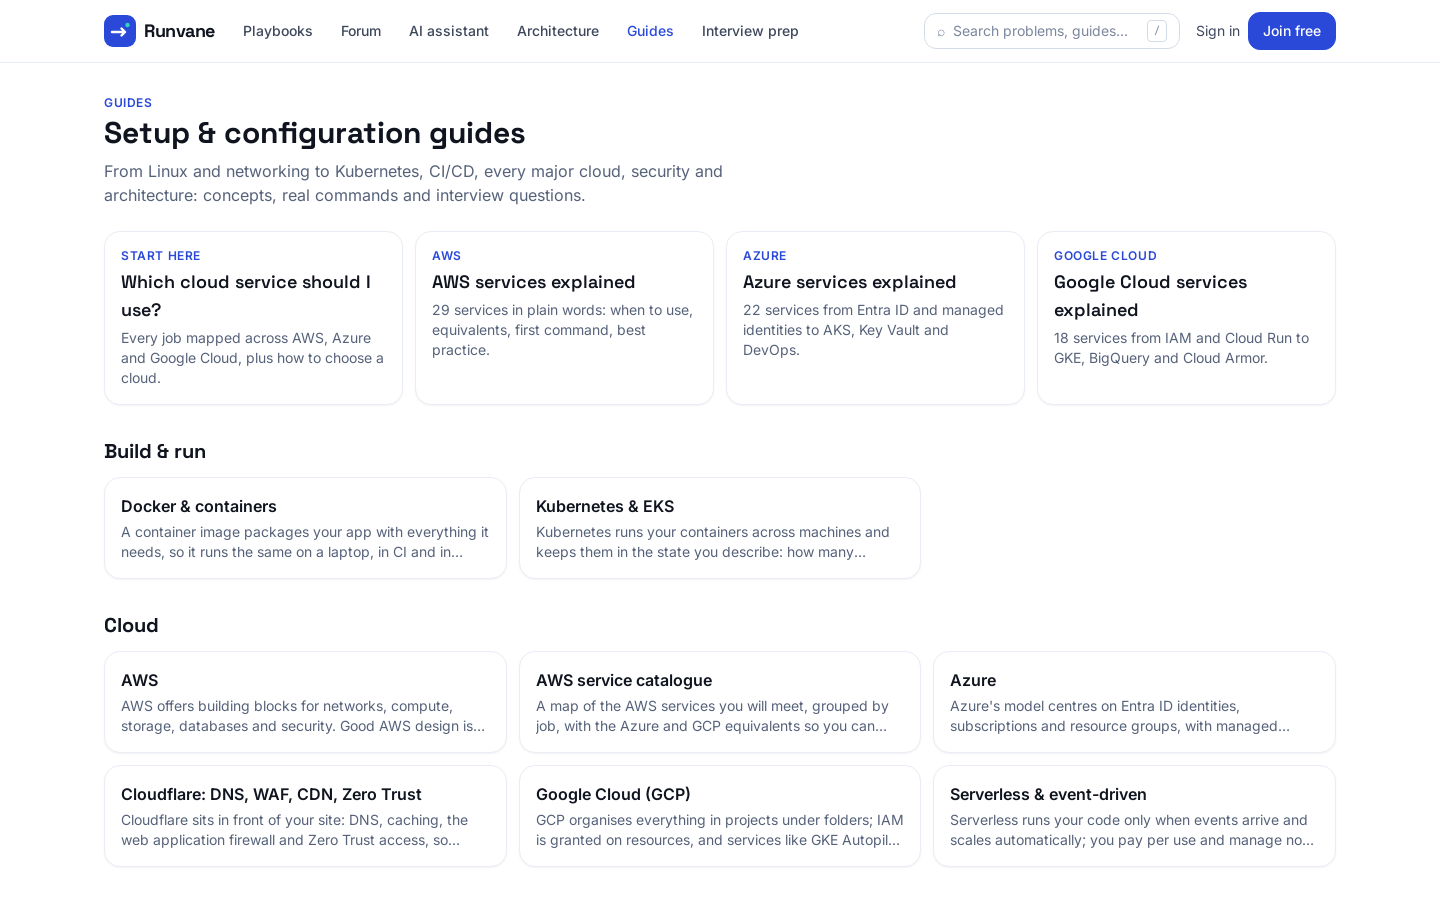 Runvane
Playbooks
Forum
AI assistant
Architecture
Guides
Interview prep
Search problems, guides...
/
Sign in
Join free
GUIDES
Setup & configuration guides
From Linux and networking to Kubernetes, CI/CD, every major cloud, security and
architecture: concepts, real commands and interview questions.
START HERE
Which cloud service should I
use?
Every job mapped across AWS, Azure
and Google Cloud, plus how to choose a
cloud.
AWS
AWS services explained
29 services in plain words: when to use,
equivalents, first command, best
practice.
AZURE
Azure services explained
22 services from Entra ID and managed
identities to AKS, Key Vault and
DevOps.
GOOGLE CLOUD
Google Cloud services
explained
18 services from IAM and Cloud Run to
GKE, BigQuery and Cloud Armor.
Build & run
Docker & containers
A container image packages your app with everything it
needs, so it runs the same on a laptop, in CI and in...
Kubernetes & EKS
Kubernetes runs your containers across machines and
keeps them in the state you describe: how many...
Cloud
AWS
AWS offers building blocks for networks, compute,
storage, databases and security. Good AWS design is...
AWS service catalogue
A map of the AWS services you will meet, grouped by
job, with the Azure and GCP equivalents so you can...
Azure
Azure's model centres on Entra ID identities,
subscriptions and resource groups, with managed...
Cloudflare: DNS, WAF, CDN, Zero Trust
Cloudflare sits in front of your site: DNS, caching, the
web application firewall and Zero Trust access, so...
Google Cloud (GCP)
GCP organises everything in projects under folders; IAM
is granted on resources, and services like GKE Autopil...
Serverless & event-driven
Serverless runs your code only when events arrive and
scales automatically; you pay per use and manage no...